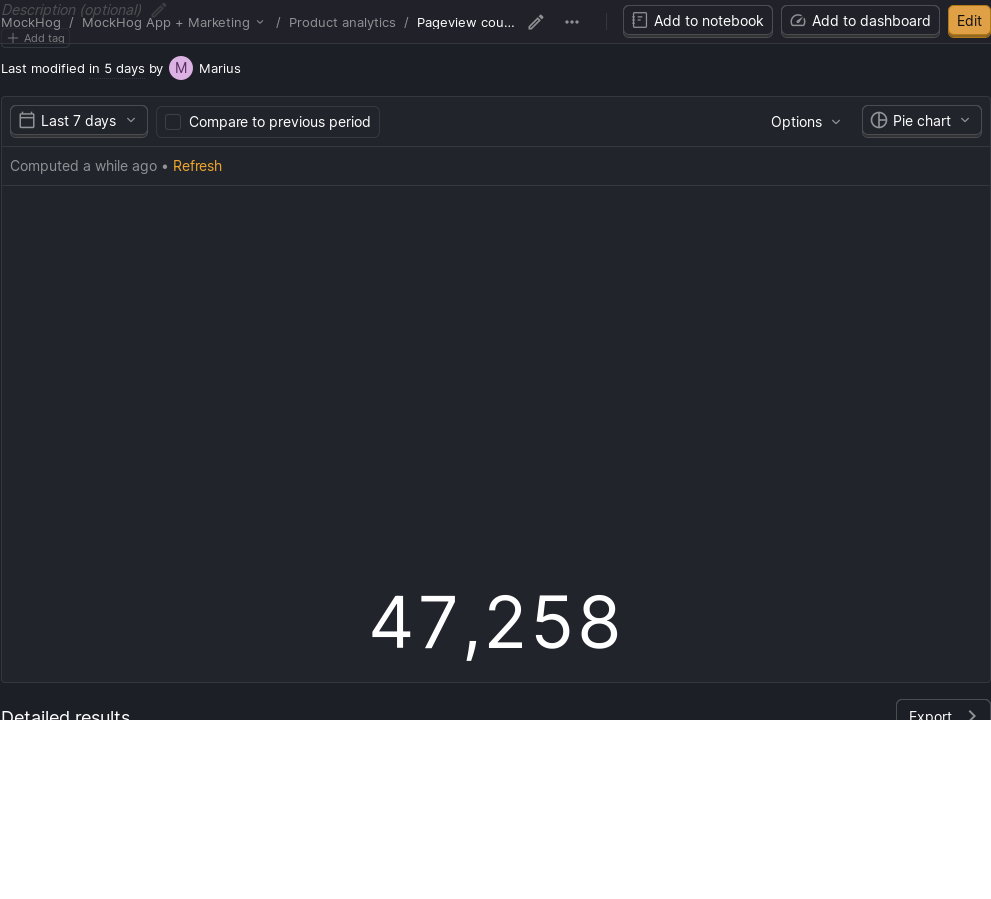 Description (optional)
MockHog / MockHog App + Marketing / Product analytics / Pageview cou...
Add to notebook
Add to dashboard
Edit
Add tag
Last modified in 5 days by M Marius
Last 7 days
Compare to previous period
Options
Pie chart
Computed a while ago • Refresh
47,258
Detailed results
Export